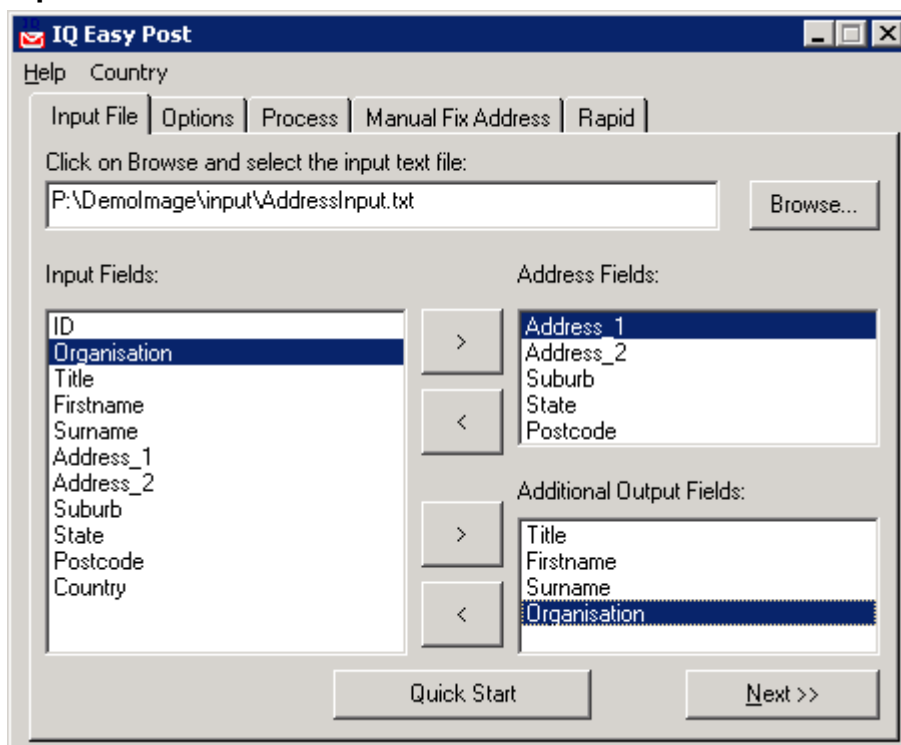 IQ Easy Post
Help Country
Input File Options Process Manual Fix Address Rapid
Click on Browse and select the input text file:
P:\DemoImage\input\AddressInput.txt
Browse...
Input Fields:
ID
Organisation
Title
Firstname
Surname
Address_1
Address_2
Suburb
State
Postcode
Country
>
<
>
<
Address Fields:
Address_1
Address_2
Suburb
State
Postcode
Additional Output Fields:
Title
Firstname
Surname
Organisation
Quick Start
Next >>